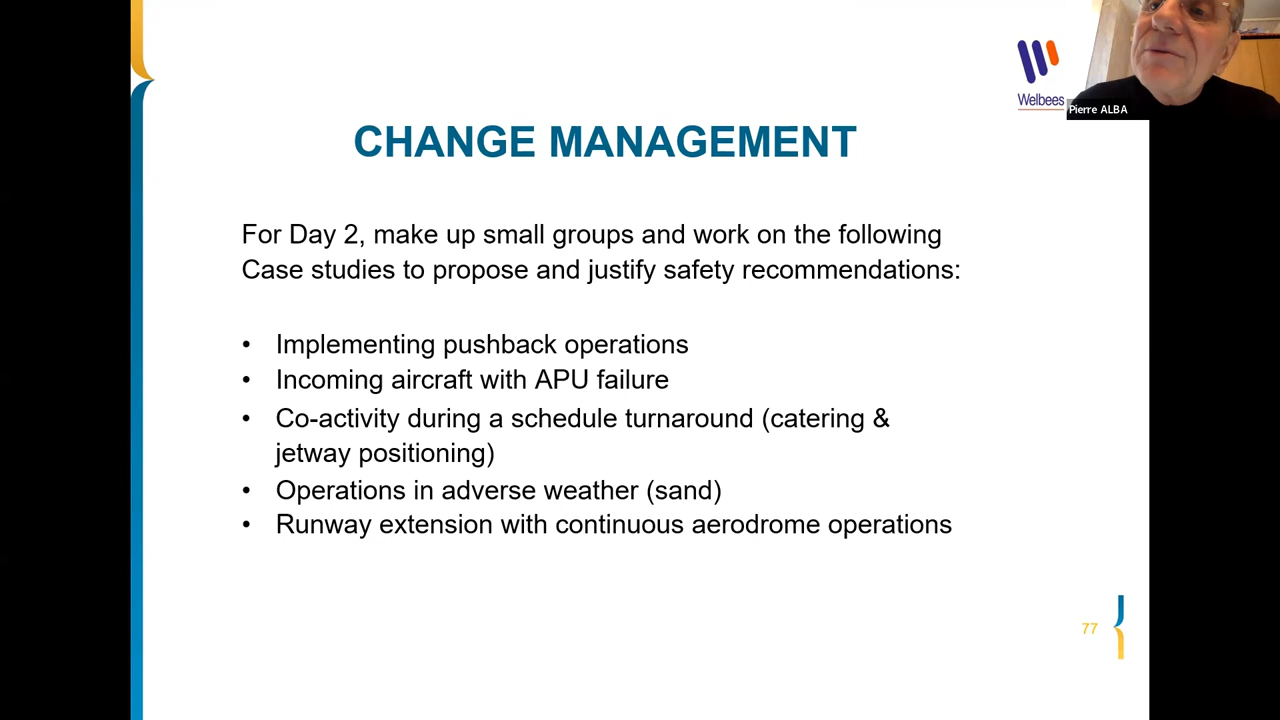 Welbees
Pierre ALBA
CHANGE MANAGEMENT
For Day 2, make up small groups and work on the following
Case studies to propose and justify safety recommendations:
• Implementing pushback operations
• Incoming aircraft with APU failure
• Co-activity during a schedule turnaround (catering &
jetway positioning)
• Operations in adverse weather (sand)
• Runway extension with continuous aerodrome operations
77